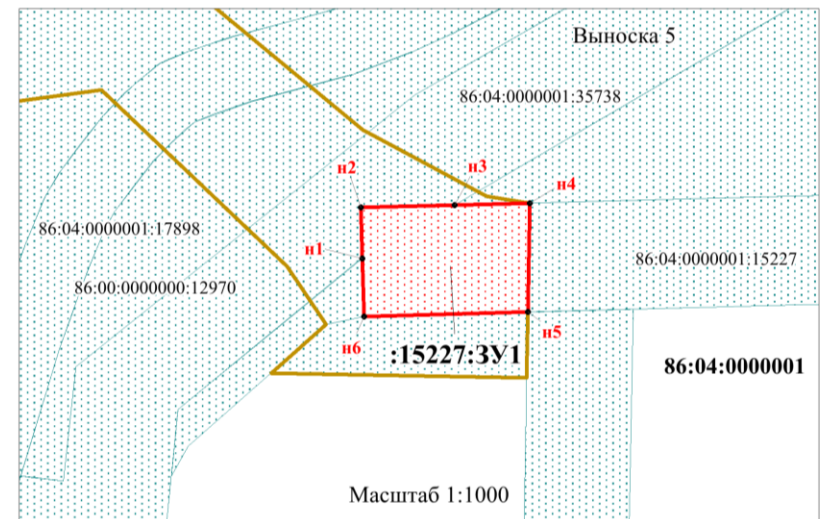 Выноска 5
86:04:0000001:35738
н2
н3
н4
86:04:0000001:17898
н1
86:04:0000001:15227
86:00:0000000:12970
н5
н6
:15227:ЗУ1
86:04:0000001
Масштаб 1:1000